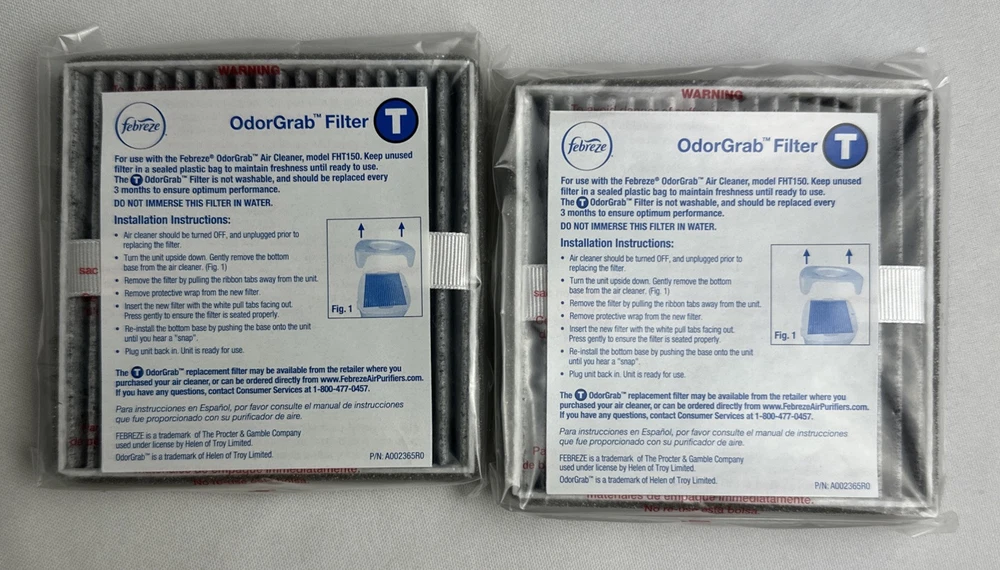 WARNING
febreze
OdorGrab™ Filter
T
For use with the Febreze® OdorGrab™ Air Cleaner, model FHT150. Keep unused
filter in a sealed plastic bag to maintain freshness until ready to use.
The T OdorGrab™ Filter is not washable, and should be replaced every
3 months to ensure optimum performance.
DO NOT IMMERSE THIS FILTER IN WATER.
Installation Instructions:
• Air cleaner should be turned OFF, and unplugged prior to
replacing the filter.
• Turn the unit upside down. Gently remove the bottom
base from the air cleaner. (Fig. 1)
• Remove the filter by pulling the ribbon tabs away from the unit.
• Remove protective wrap from the new filter.
• Insert the new filter with the white pull tabs facing out.
Press gently to ensure the filter is seated properly.
• Re-install the bottom base by pushing the base onto the unit
until you hear a "snap".
• Plug unit back in. Unit is ready for use.
Fig. 1
The T OdorGrab™ replacement filter may be available from the retailer where you
purchased your air cleaner, or can be ordered directly from www.FebrezeAirPurifiers.com.
If you have any questions, contact Consumer Services at 1-800-477-0457.
Para instrucciones en Español, por favor consulte el manual de instrucciones
que fue proporcionado con su purificador de aire.
FEBREZE is a trademark of The Procter & Gamble Company
used under license by Helen of Troy Limited.
OdorGrab™ is a trademark of Helen of Troy Limited.
P/N: A002365R0
de empaque inmediatamente.
WARNING
febreze
OdorGrab™ Filter
T
For use with the Febreze® OdorGrab™ Air Cleaner, model FHT150. Keep unused
filter in a sealed plastic bag to maintain freshness until ready to use.
The T OdorGrab™ Filter is not washable, and should be replaced every
3 months to ensure optimum performance.
DO NOT IMMERSE THIS FILTER IN WATER.
Installation Instructions:
• Air cleaner should be turned OFF, and unplugged prior to
replacing the filter.
• Turn the unit upside down. Gently remove the bottom
base from the air cleaner. (Fig. 1)
• Remove the filter by pulling the ribbon tabs away from the unit.
• Remove protective wrap from the new filter.
• Insert the new filter with the white pull tabs facing out.
Press gently to ensure the filter is seated properly.
• Re-install the bottom base by pushing the base onto the unit
until you hear a "snap".
• Plug unit back in. Unit is ready for use.
Fig. 1
The T OdorGrab™ replacement filter may be available from the retailer where you
purchased your air cleaner, or can be ordered directly from www.FebrezeAirPurifiers.com.
If you have any questions, contact Consumer Services at 1-800-477-0457.
Para instrucciones en Español, por favor consulte el manual de instrucciones
que fue proporcionado con su purificador de aire.
FEBREZE is a trademark of The Procter & Gamble Company
used under license by Helen of Troy Limited.
OdorGrab™ is a trademark of Helen of Troy Limited.
P/N: A002365R0
materiales de empaque inmediatamente.
esta bolsa.